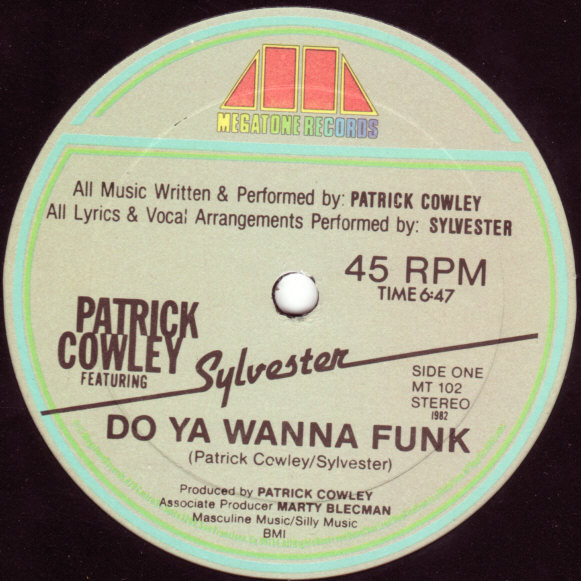 MEGATONE RECORDS
All Music Written & Performed by: PATRICK COWLEY
All Lyrics & Vocal Arrangements Performed by: SYLVESTER
45 RPM
TIME 6:47
PATRICK
COWLEY
FEATURING
Sylvester
SIDE ONE
MT 102
STEREO
1982
DO YA WANNA FUNK
(Patrick Cowley/Sylvester)
Produced by PATRICK COWLEY
Associate Producer MARTY BLECMAN
Masculine Music/Silly Music
BMI